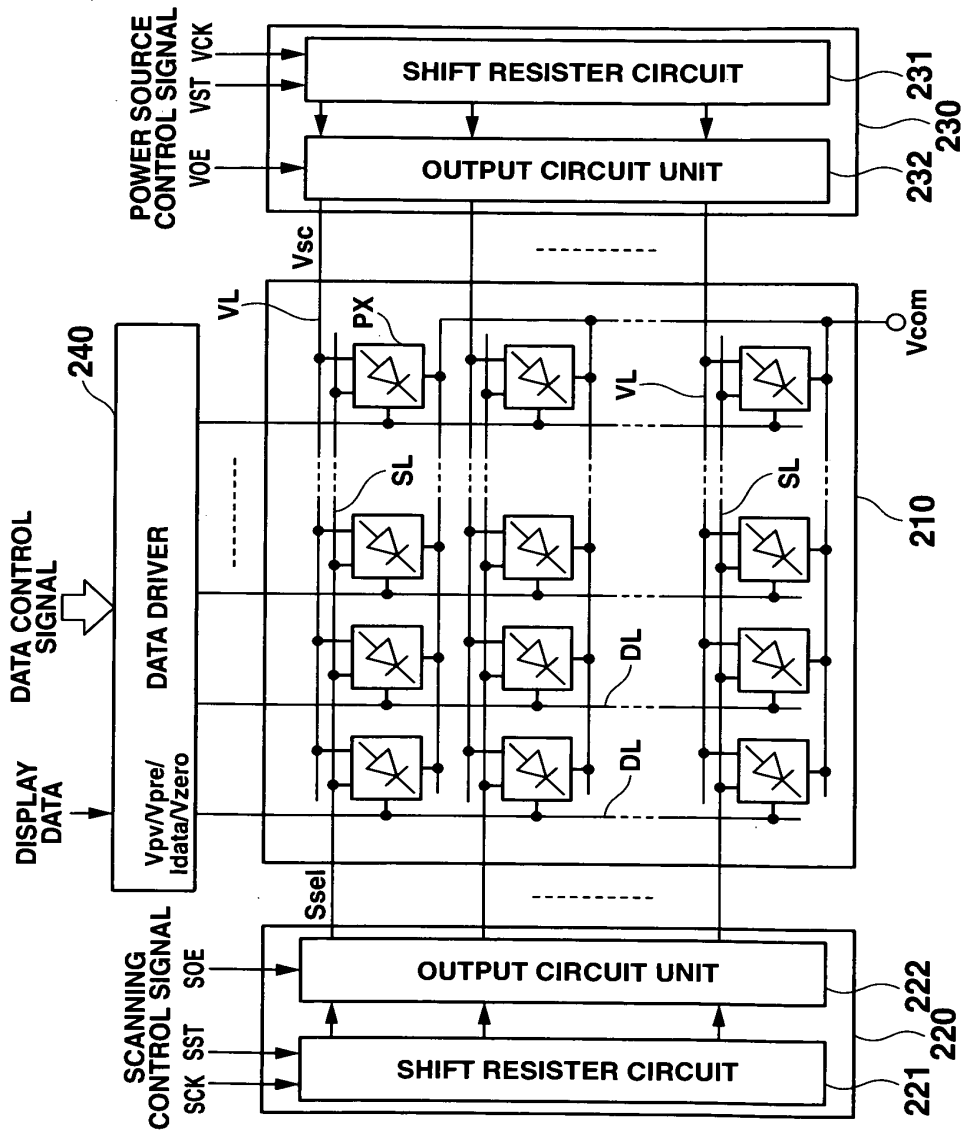 SCANNING
CONTROL SIGNAL
SCK
SST
SOE
SHIFT RESISTER CIRCUIT
OUTPUT CIRCUIT UNIT
221
222
220
Ssel
DISPLAY
DATA
DATA CONTROL
SIGNAL
240
DATA DRIVER
Vpv/Vpre/
Idata/Vzero
VL
PX
SL
DL
DL
VL
SL
210
Vcom
Vsc
POWER SOURCE
CONTROL SIGNAL
VOE
VST
VCK
OUTPUT CIRCUIT UNIT
SHIFT RESISTER CIRCUIT
232
231
230